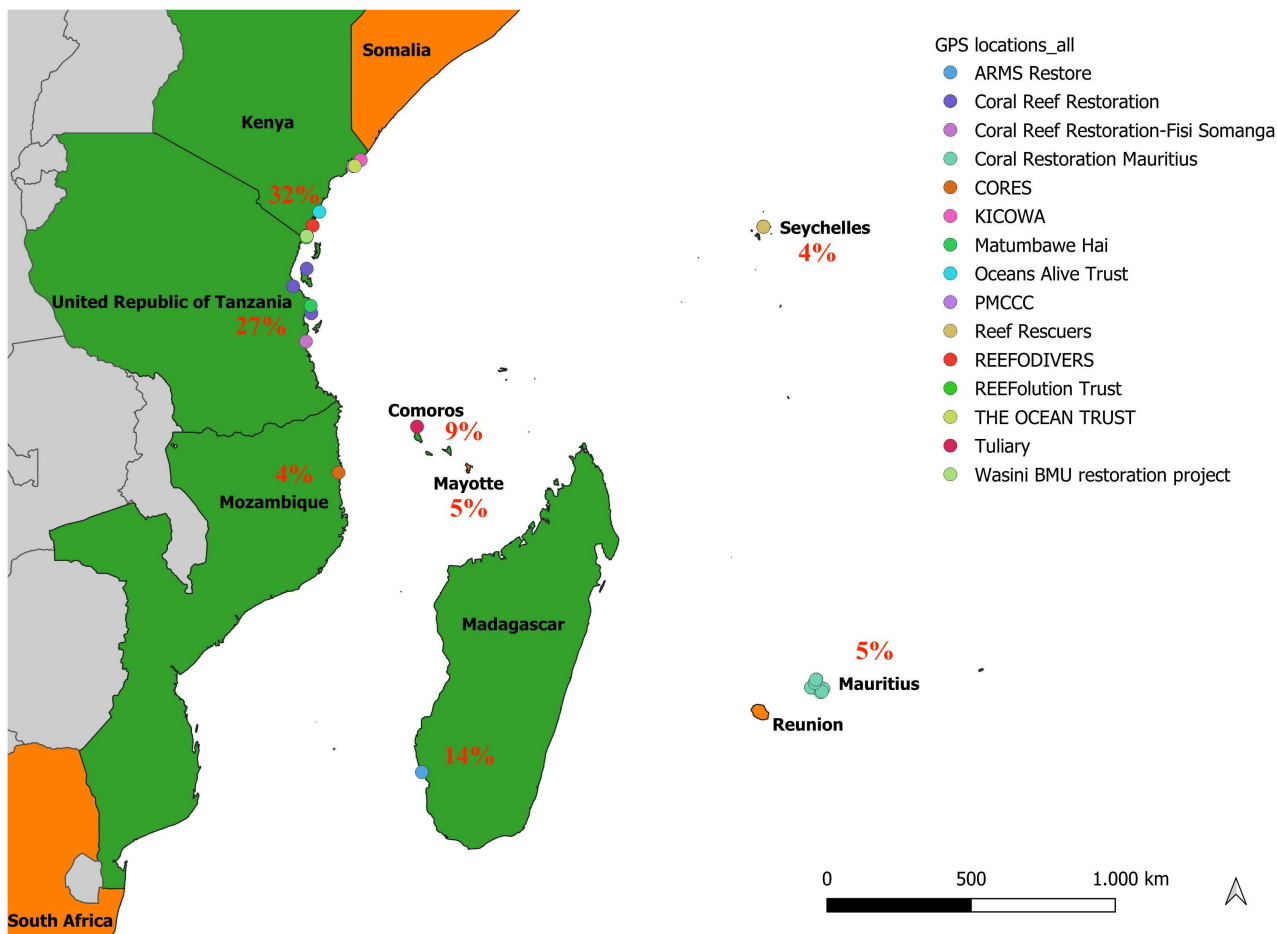 Somalia
Kenya
32%
United Republic of Tanzania
27%
Seychelles
4%
Comoros
9%
Mayotte
5%
4%
Mozambique
Madagascar
14%
5%
Mauritius
Reunion
South Africa
GPS locations_all
ARMS Restore
Coral Reef Restoration
Coral Reef Restoration-Fisi Somanga
Coral Restoration Mauritius
CORES
KICOWA
Matumbawe Hai
Oceans Alive Trust
PMCCC
Reef Rescuers
REEFODIVERS
REEFolution Trust
THE OCEAN TRUST
Tuliary
Wasini BMU restoration project
0 500 1.000 km